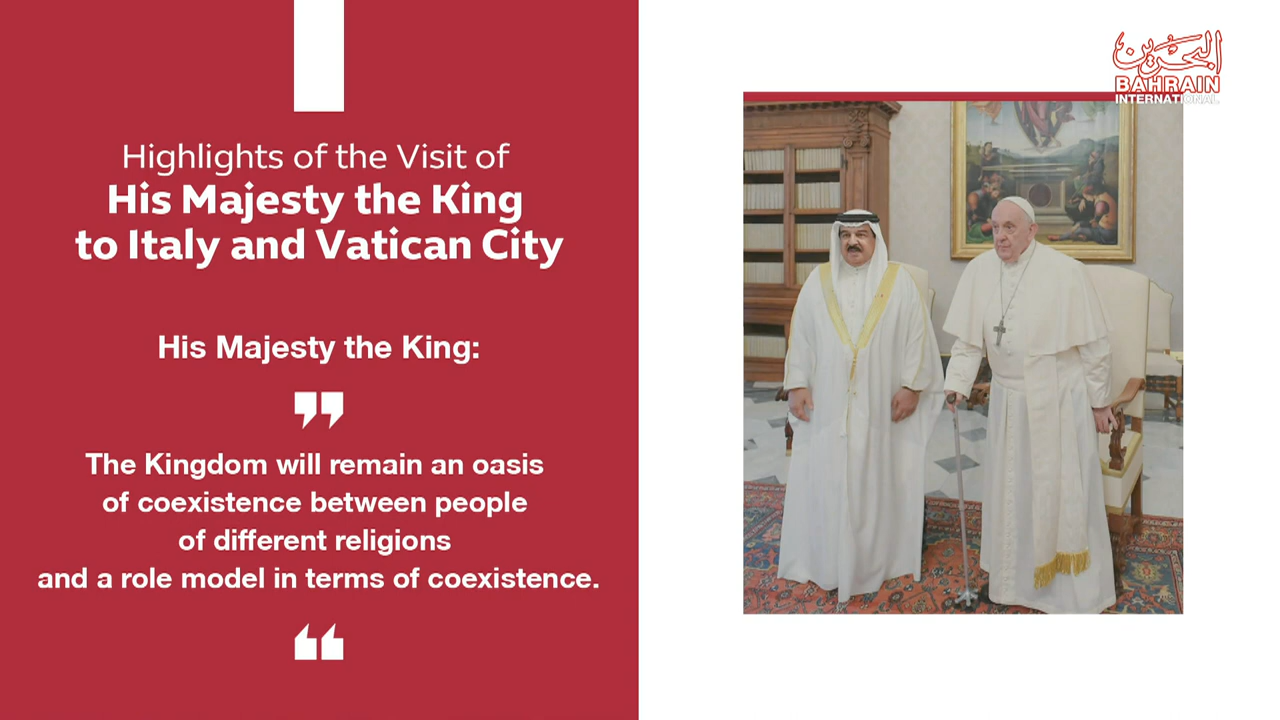 Highlights of the Visit of
His Majesty the King
to Italy and Vatican City
His Majesty the King:
”
The Kingdom will remain an oasis
of coexistence between people
of different religions
and a role model in terms of coexistence.
“
البحرين
BAHRAIN
INTERNATIONAL